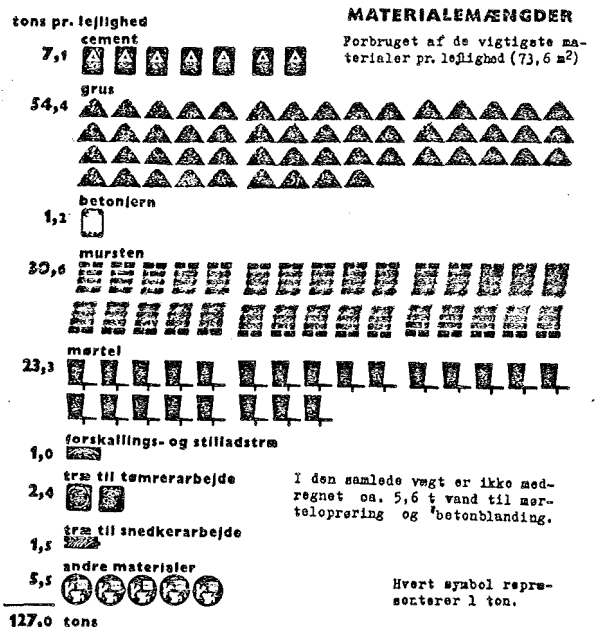 tons pr. lejlighed
MATERIALEMÆNGDER
Forbruget af de vigtigste ma-
terialer pr. lejlighed (73,6 m²)
cement
7,1
grus
54,4
betonjern
1,2
mursten
30,6
mørtel
23,3
forskallings- og stilladstræ
1,0
træ til tømrerarbejde
2,4
I den samlede vægt er ikke med-
regnet ca. 5,6 t vand til mør-
teloprøring og betonblanding.
træ til snedkerarbejde
1,5
andre materialer
5,5
Hvert symbol repræ-
senterer 1 ton.
127,0 tons